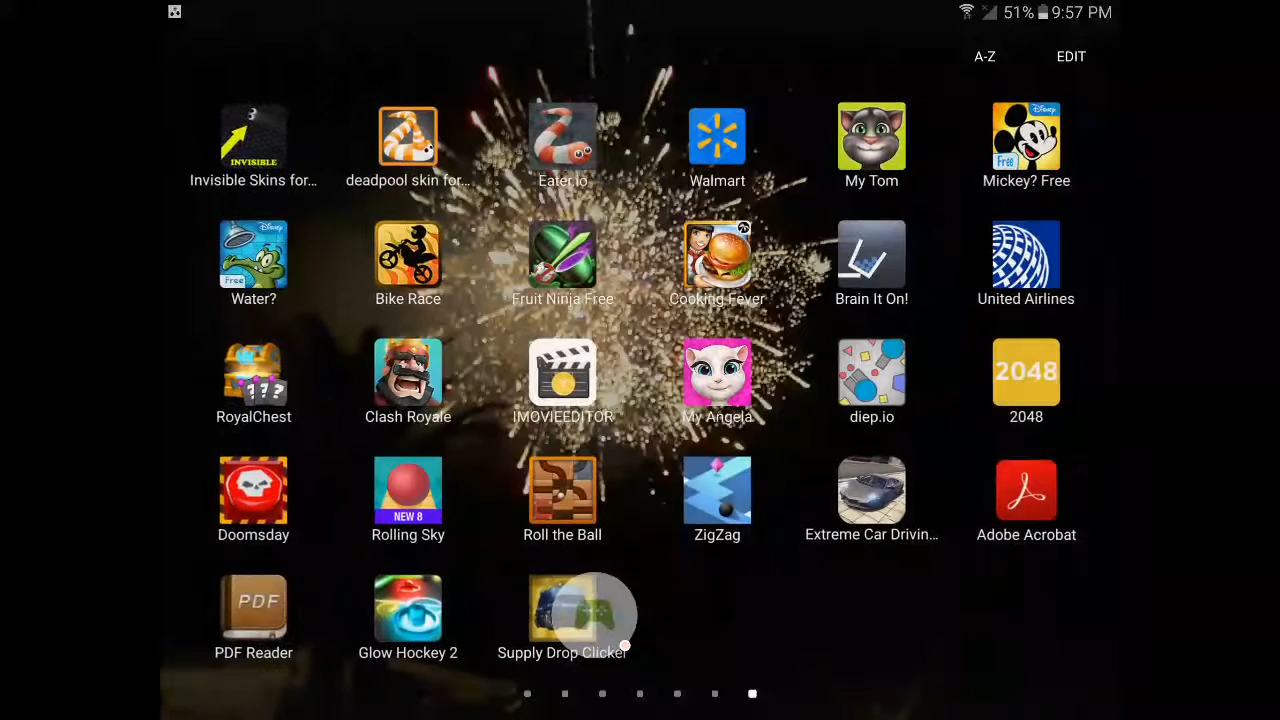 51% 9:57 PM
A-Z EDIT
3
INVISIBLE
Disney
Free
Invisible Skins for... deadpool skin for... Eater.io Walmart My Tom Mickey? Free
Disney
Free
Water? Bike Race Fruit Ninja Free Cooking Fever Brain It On! United Airlines
???
2048
RoyalChest Clash Royale IMOVIEEDITOR My Angela diep.io 2048
NEW 8
Doomsday Rolling Sky Roll the Ball ZigZag Extreme Car Drivin... Adobe Acrobat
PDF
PDF Reader Glow Hockey 2 Supply Drop Clicker